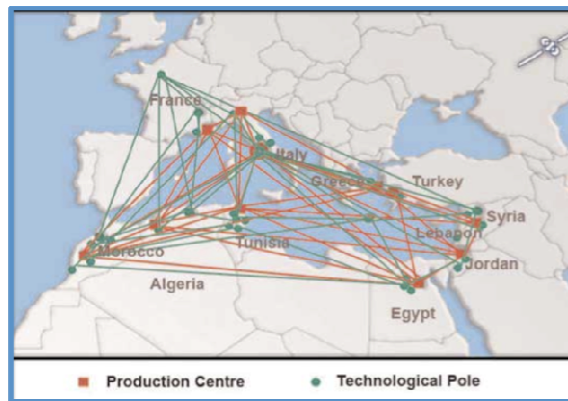 France
Italy
Greece
Turkey
Syria
Lebanon
Morocco
Tunisia
Jordan
Algeria
Egypt
Production Centre
Technological Pole